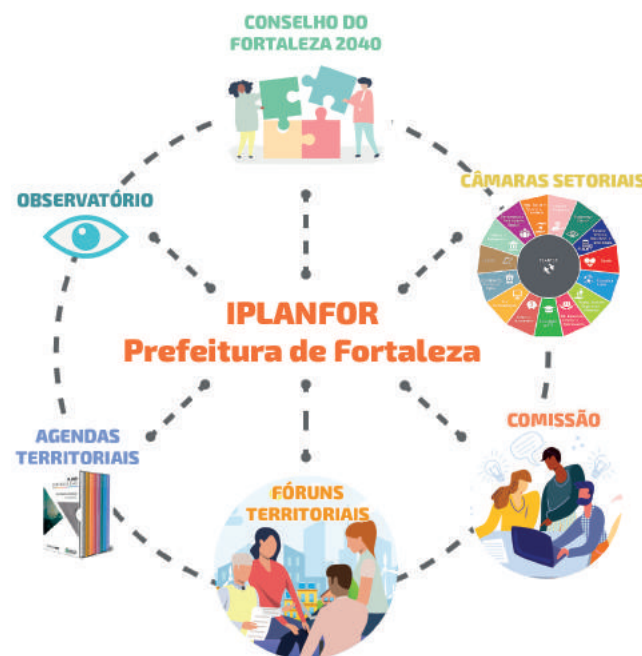 CONSELHO DO
FORTALEZA 2040
CÂMARAS SETORIAIS
OBSERVATÓRIO
IPLANFOR
Prefeitura de Fortaleza
AGENDAS
TERRITORIAIS
COMISSÃO
FÓRUNS
TERRITORIAIS